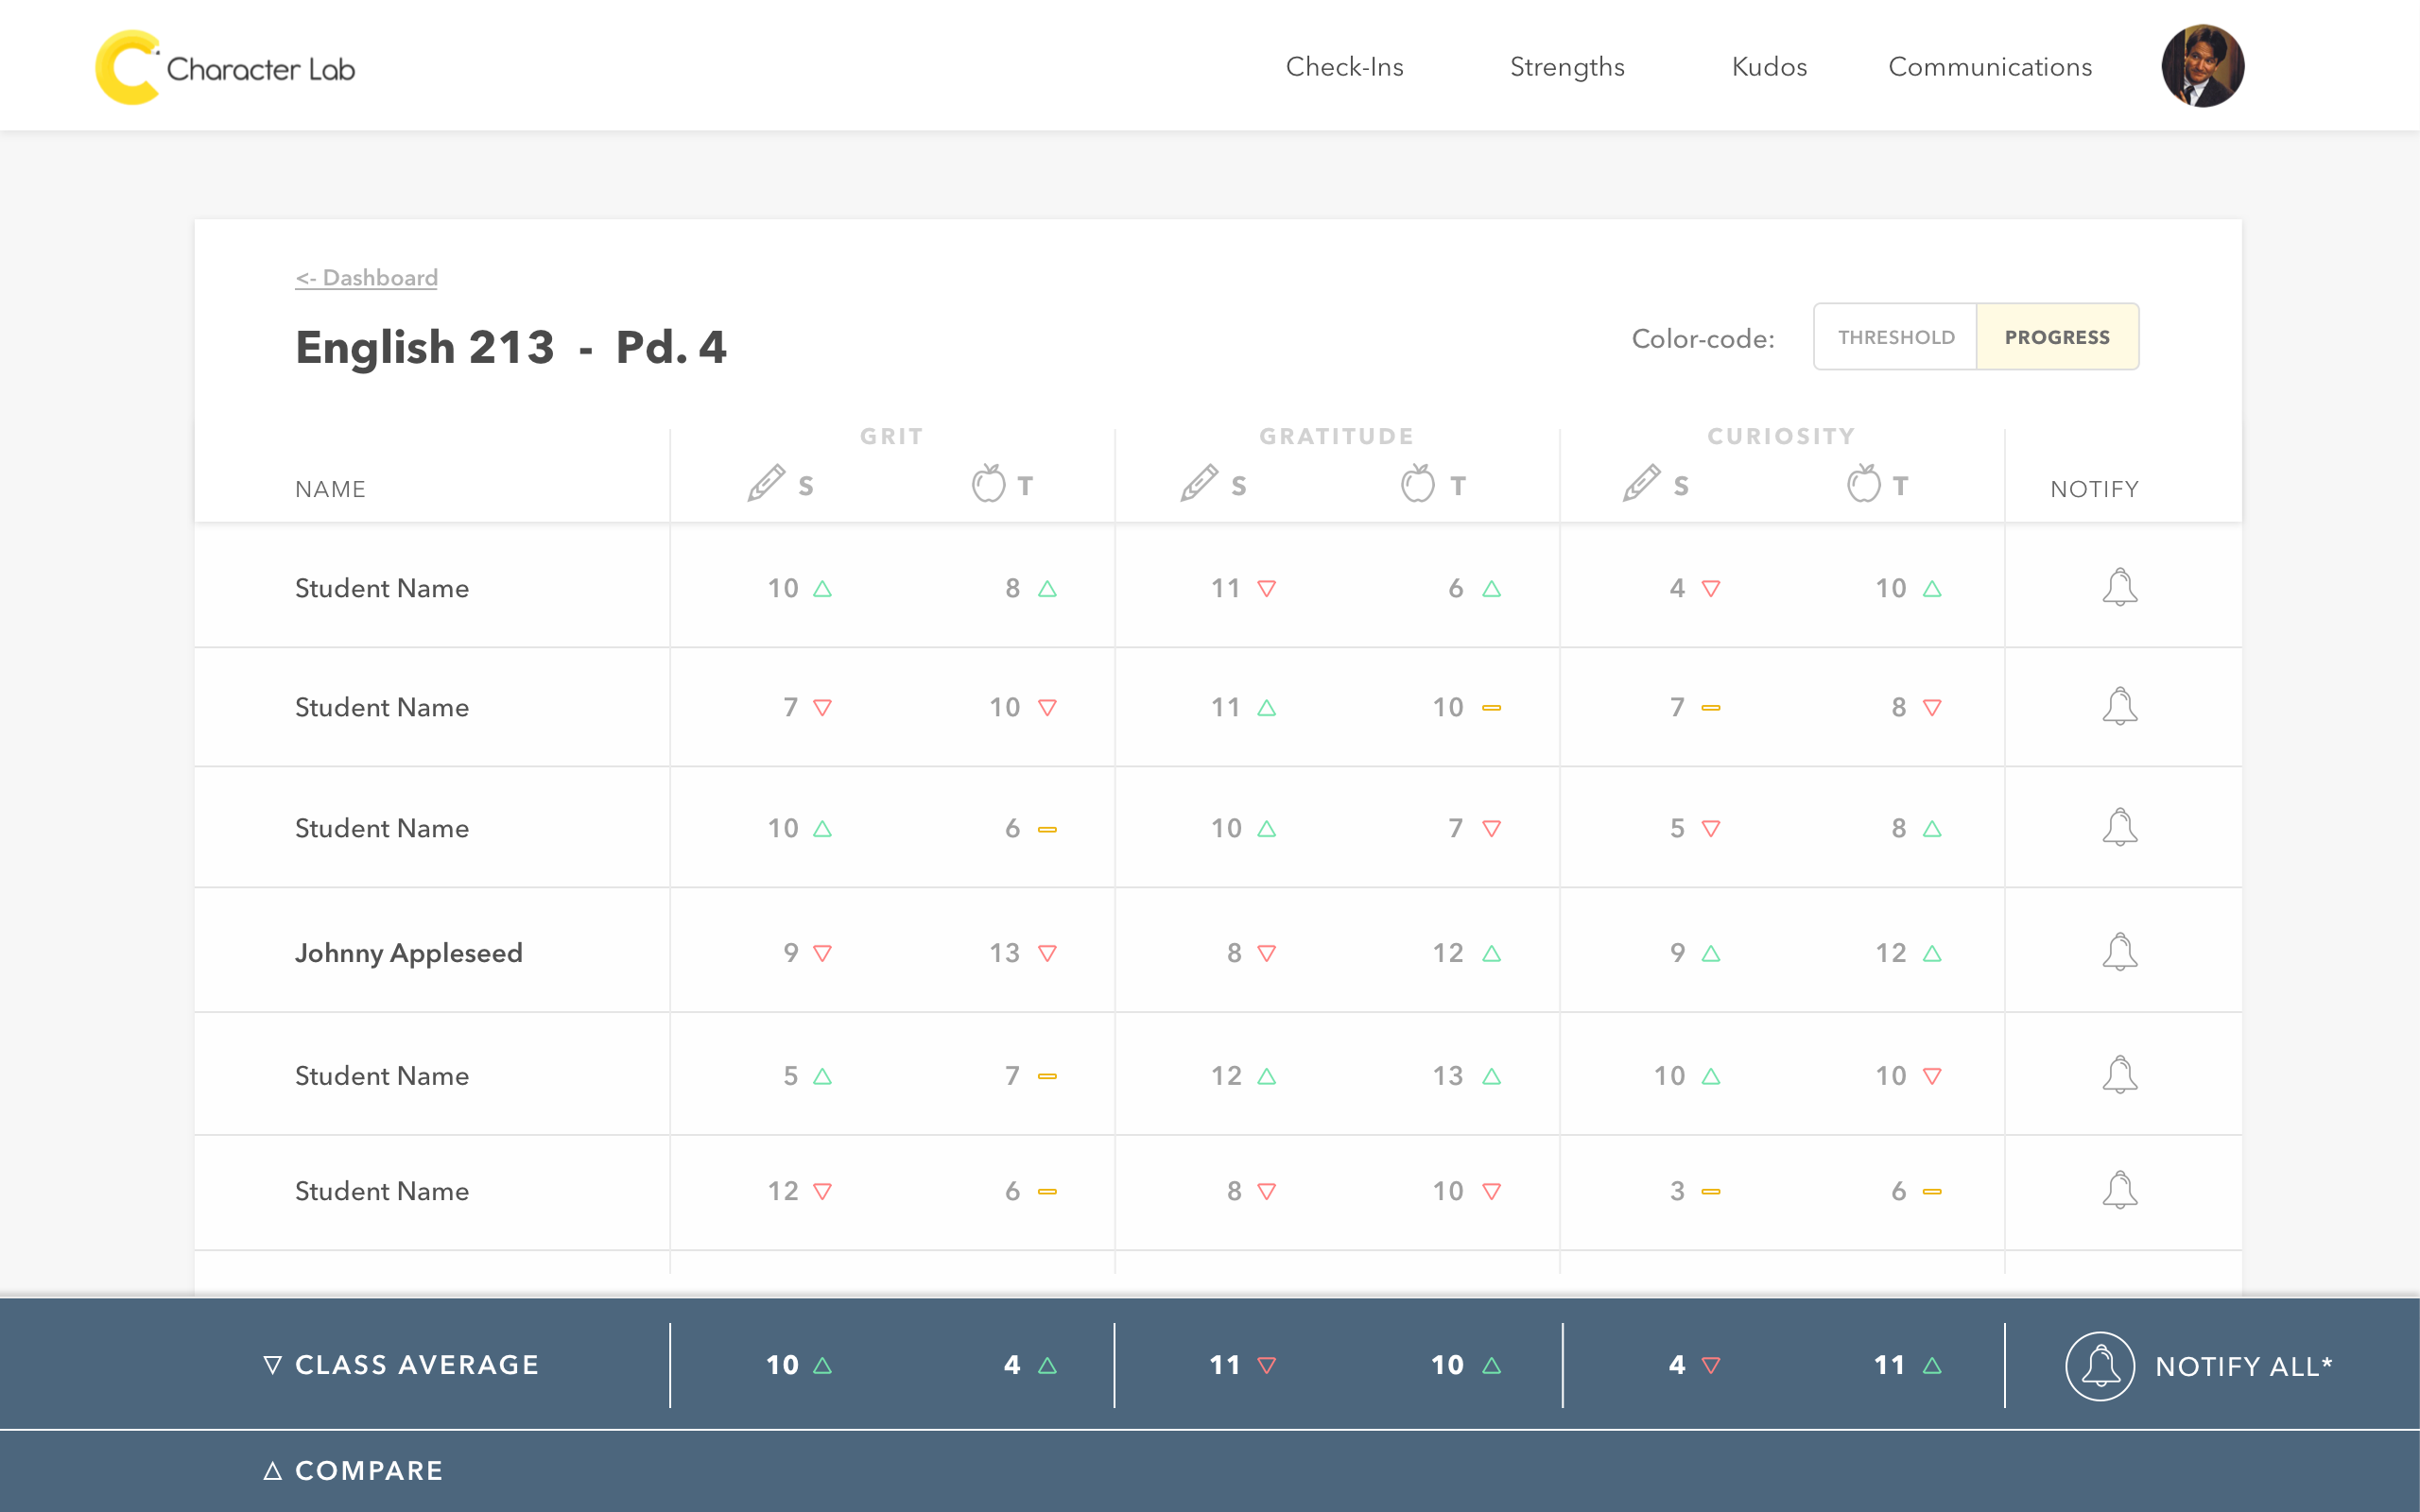 Character Lab Check-Ins Strengths Kudos Communications
<- Dashboard
English 213 - Pd. 4
Color-code: THRESHOLD PROGRESS
GRIT GRATITUDE CURIOSITY
NAME S T S T S T NOTIFY
Student Name 10 8 11 6 4 10
Student Name 7 10 11 10 7 8
Student Name 10 6 10 7 5 8
Johnny Appleseed 9 13 8 12 9 12
Student Name 5 7 12 13 10 10
Student Name 12 6 8 10 3 6
CLASS AVERAGE 10 4 11 10 4 11 NOTIFY ALL*
COMPARE